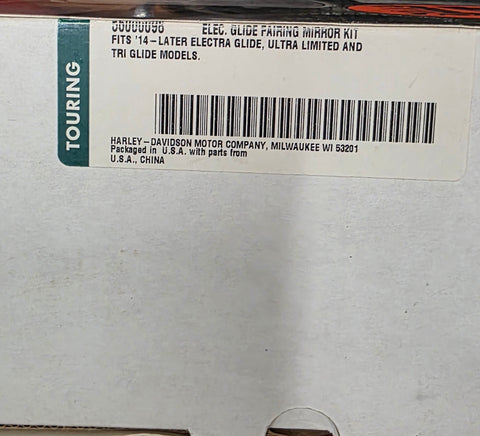 ELEC. GLIDE FAIRING MIRROR KIT
FITS '14-LATER ELECTRA GLIDE, ULTRA LIMITED AND
TRI GLIDE MODELS.
TOURING
HARLEY-DAVIDSON MOTOR COMPANY, MILWAUKEE WI 53201
Packaged in U.S.A. with parts from
U.S.A., CHINA